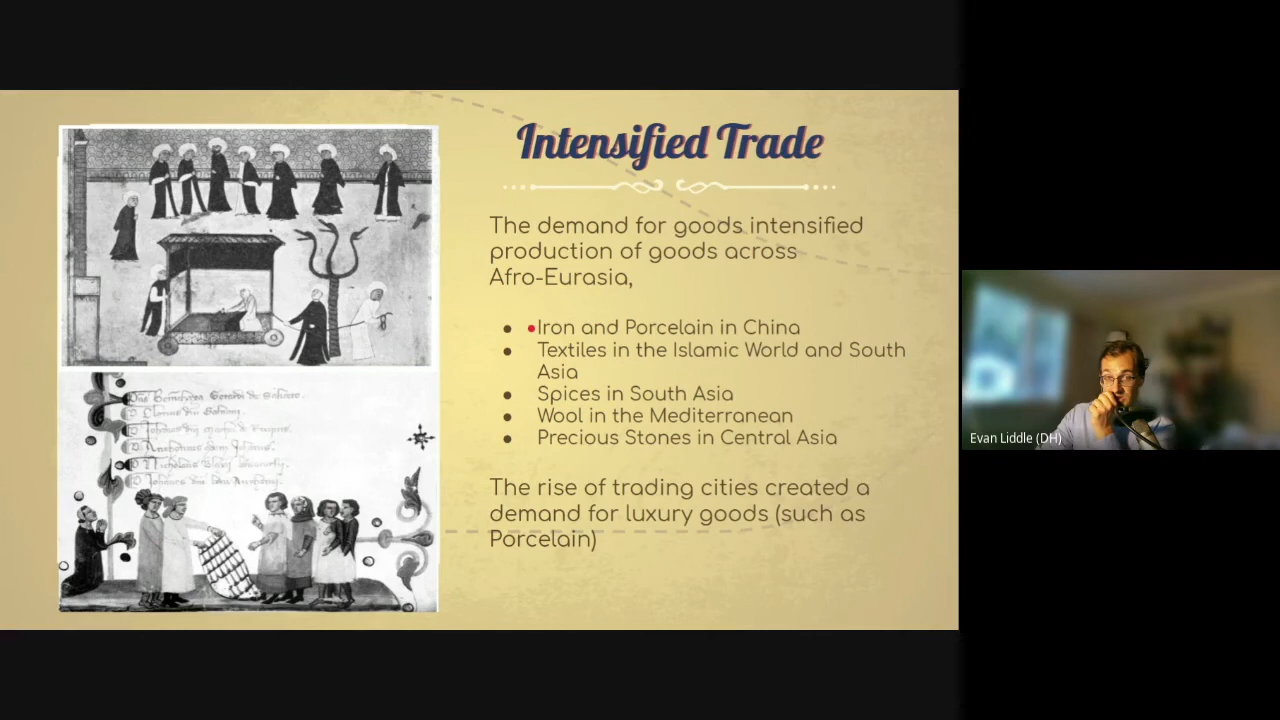 Intensified Trade
The demand for goods intensified
production of goods across
Afro-Eurasia,
Iron and Porcelain in China
Textiles in the Islamic World and South
Asia
Spices in South Asia
Wool in the Mediterranean
Precious Stones in Central Asia
The rise of trading cities created a
demand for luxury goods (such as
Porcelain)
Evan Liddle (DH)